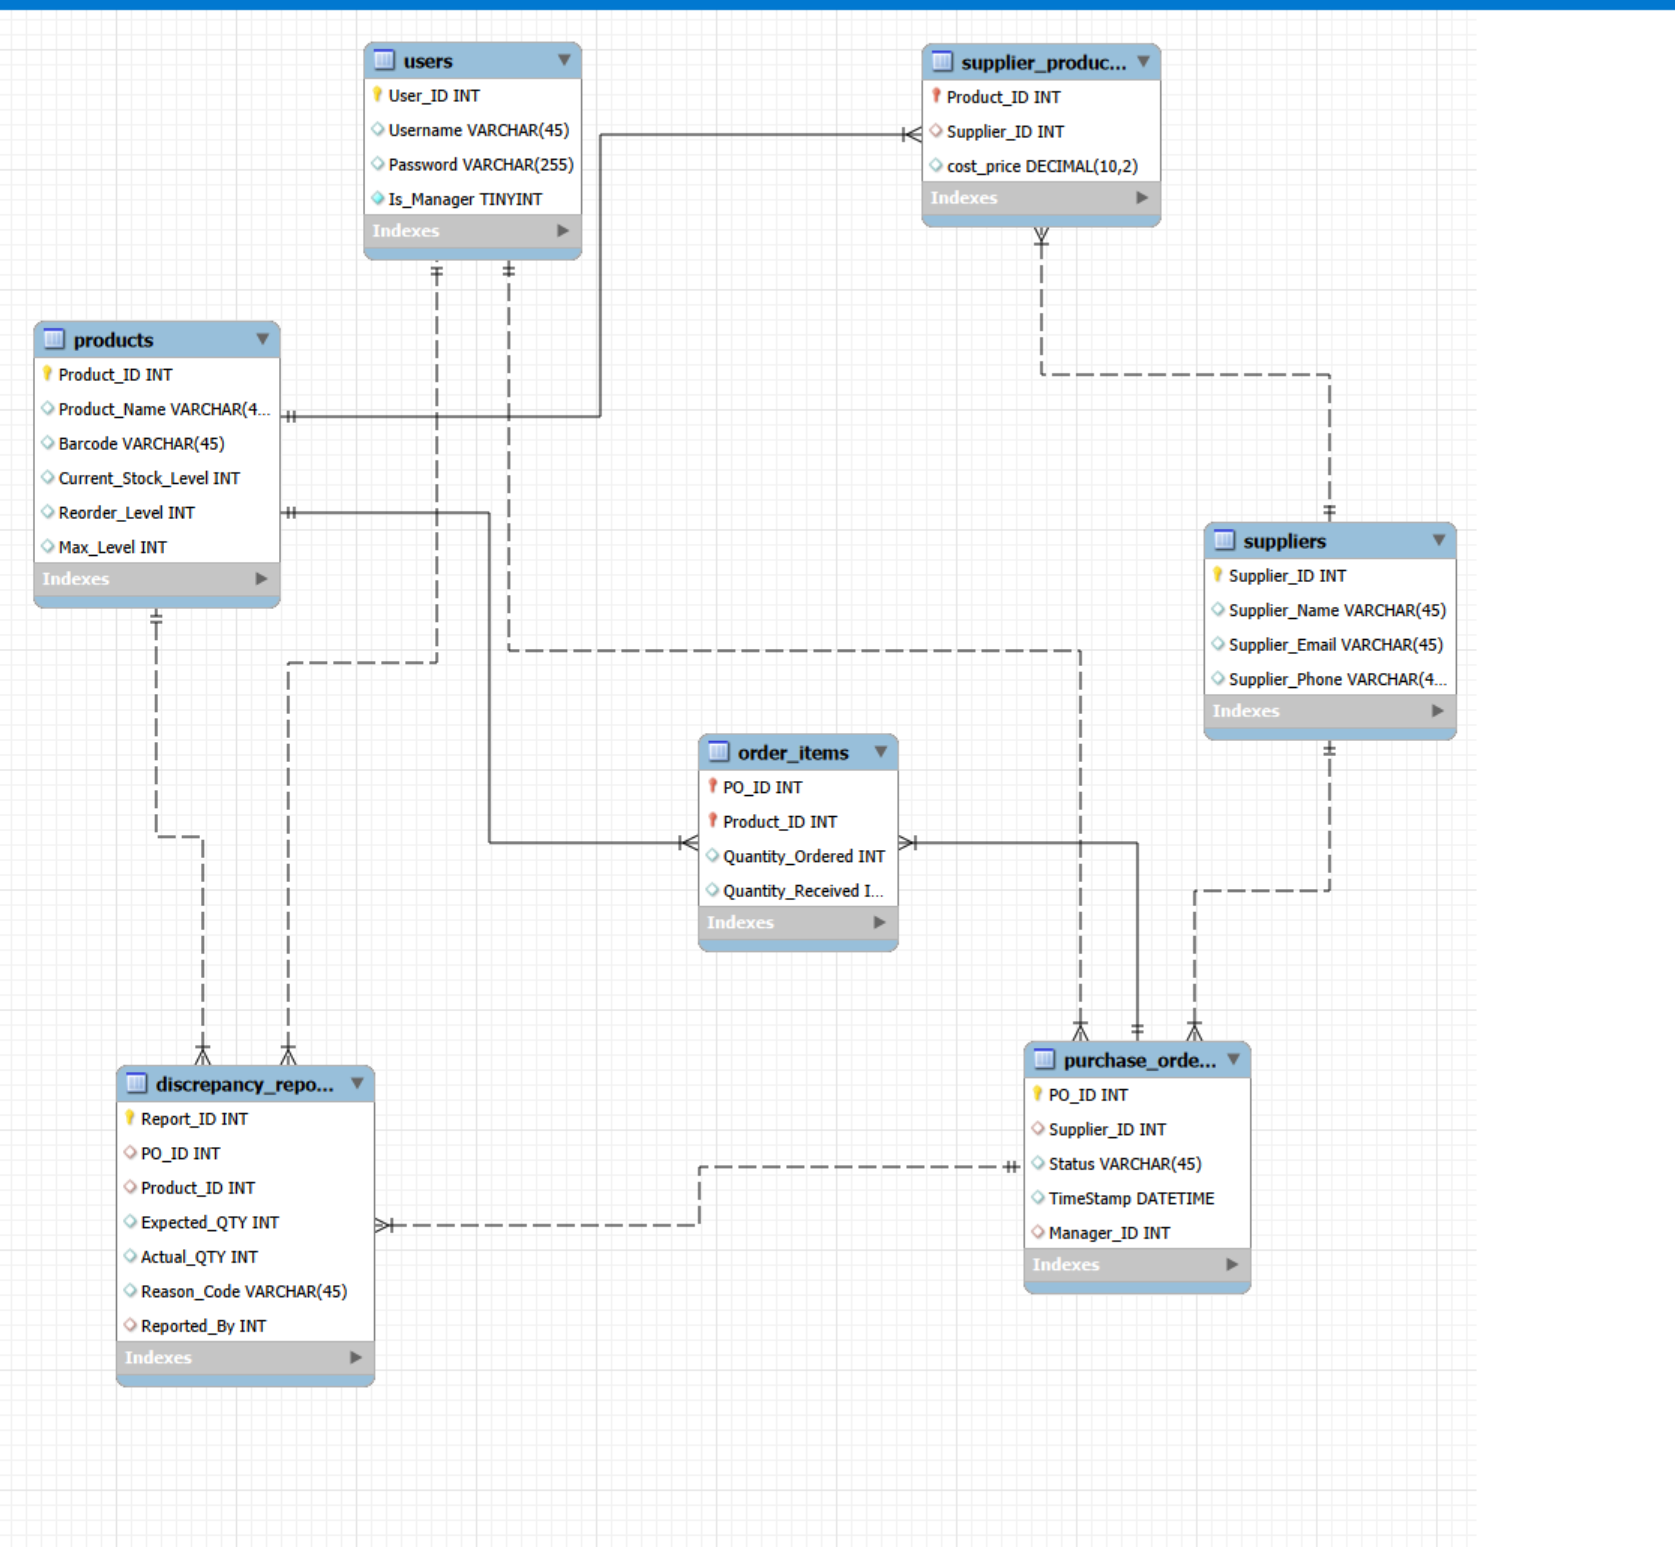 users
User_ID INT
Username VARCHAR(45)
Password VARCHAR(255)
Is_Manager TINYINT
Indexes
supplier_produc...
Product_ID INT
Supplier_ID INT
cost_price DECIMAL(10,2)
Indexes
products
Product_ID INT
Product_Name VARCHAR(4...
Barcode VARCHAR(45)
Current_Stock_Level INT
Reorder_Level INT
Max_Level INT
Indexes
suppliers
Supplier_ID INT
Supplier_Name VARCHAR(45)
Supplier_Email VARCHAR(45)
Supplier_Phone VARCHAR(4...
Indexes
order_items
PO_ID INT
Product_ID INT
Quantity_Ordered INT
Quantity_Received I...
Indexes
discrepancy_repo...
Report_ID INT
PO_ID INT
Product_ID INT
Expected_QTY INT
Actual_QTY INT
Reason_Code VARCHAR(45)
Reported_By INT
Indexes
purchase_orde...
PO_ID INT
Supplier_ID INT
Status VARCHAR(45)
TimeStamp DATETIME
Manager_ID INT
Indexes